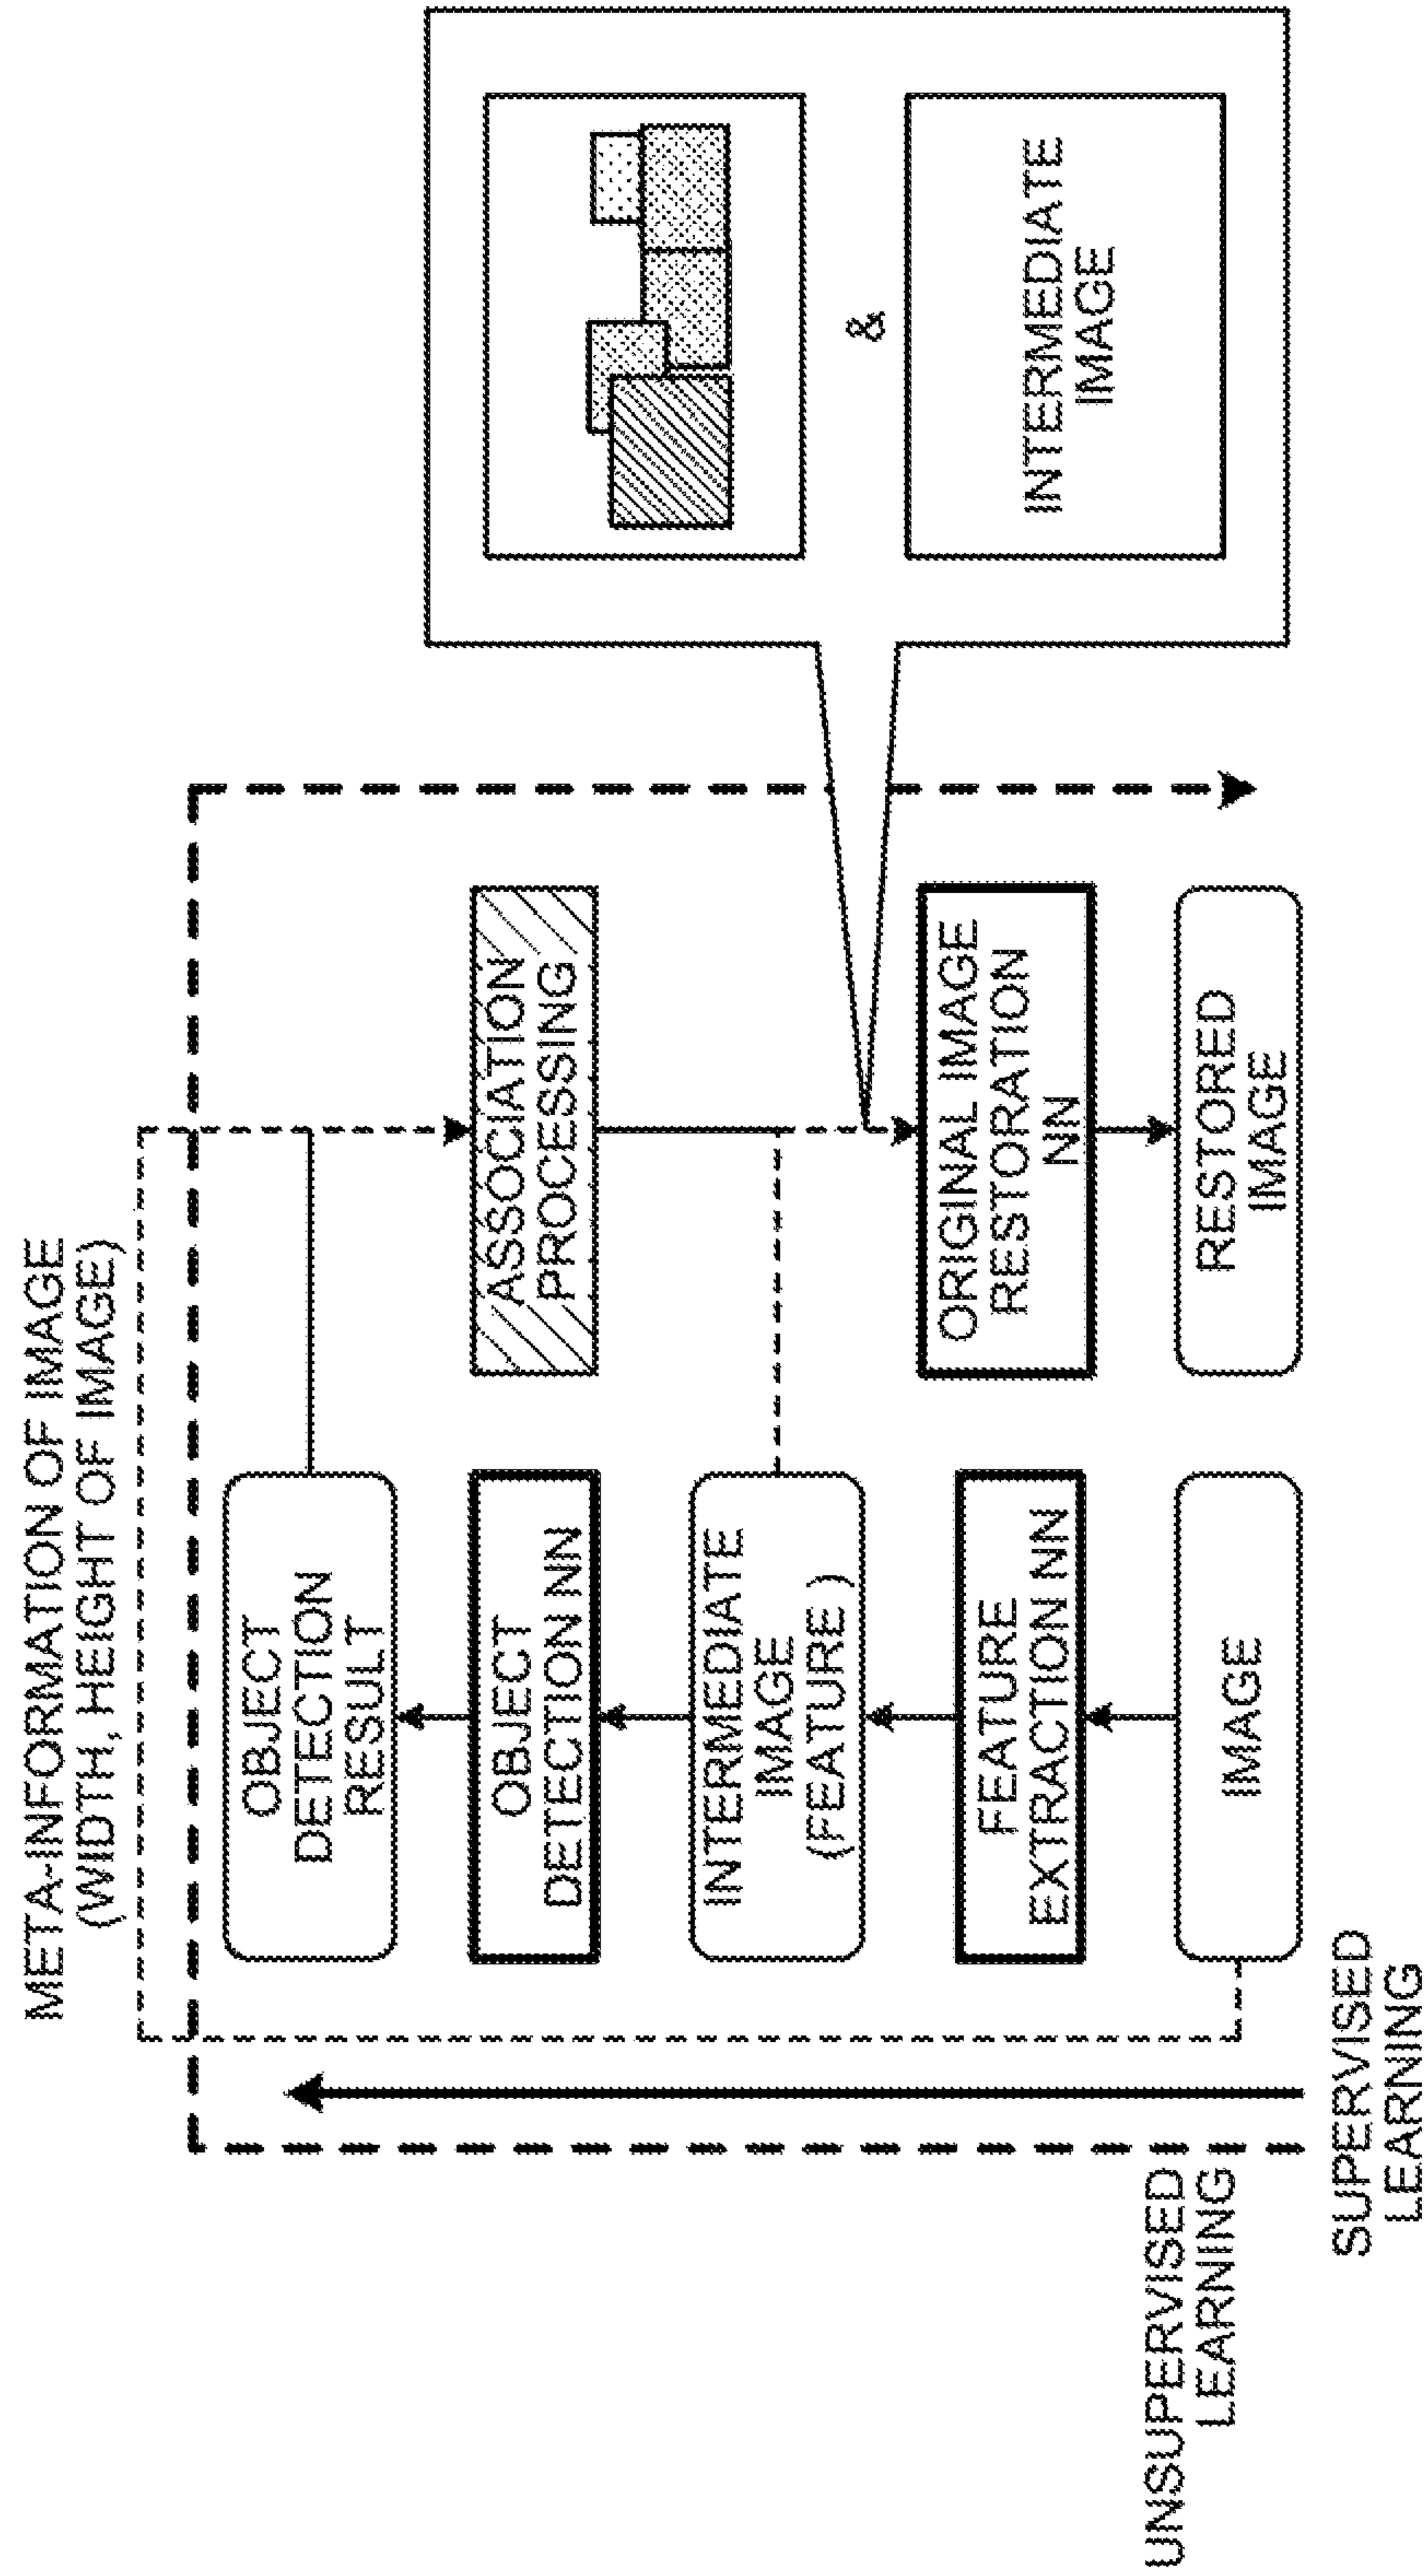 META-INFORMATION OF IMAGE
(WIDTH, HEIGHT OF IMAGE)
OBJECT
DETECTION
RESULT
OBJECT
DETECTION NN
INTERMEDIATE
IMAGE
(FEATURE )
FEATURE
EXTRACTION NN
IMAGE
ASSOCIATION
PROCESSING
ORIGINAL IMAGE
RESTORATION
NN
RESTORED
IMAGE
&
INTERMEDIATE
IMAGE
UNSUPERVISED
LEARNING
SUPERVISED
LEARNING